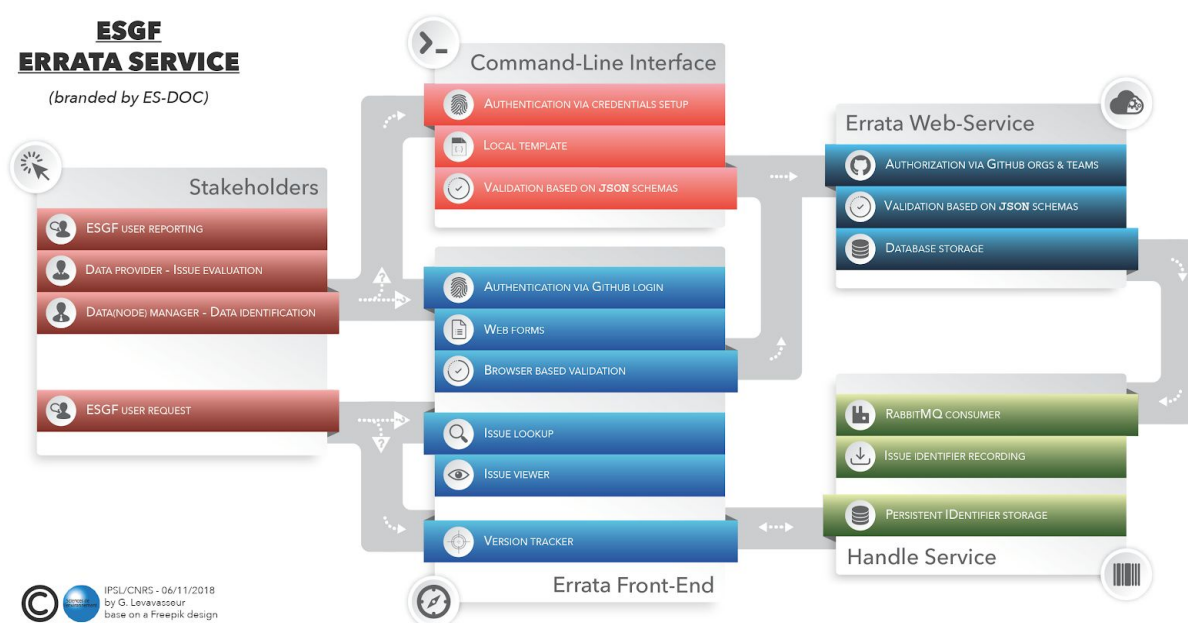 ESGF
ERRATA SERVICE
(branded by ES-DOC)
Stakeholders
ESGF USER REPORTING
DATA PROVIDER - ISSUE EVALUATION
DATA(NODE) MANAGER - DATA IDENTIFICATION
ESGF USER REQUEST
Command-Line Interface
AUTHENTICATION VIA CREDENTIALS SETUP
LOCAL TEMPLATE
VALIDATION BASED ON JSON SCHEMAS
AUTHENTICATION VIA GITHUB LOGIN
WEB FORMS
BROWSER BASED VALIDATION
ISSUE LOOKUP
ISSUE VIEWER
VERSION TRACKER
Errata Front-End
Errata Web-Service
AUTHORIZATION VIA GITHUB ORGS & TEAMS
VALIDATION BASED ON JSON SCHEMAS
DATABASE STORAGE
RABBITMQ CONSUMER
ISSUE IDENTIFIER RECORDING
PERSISTENT IDENTIFIER STORAGE
Handle Service
?
?
©
IPSL/CNRS - 06/11/2018
by G. Levavasseur
base on a Freepik design